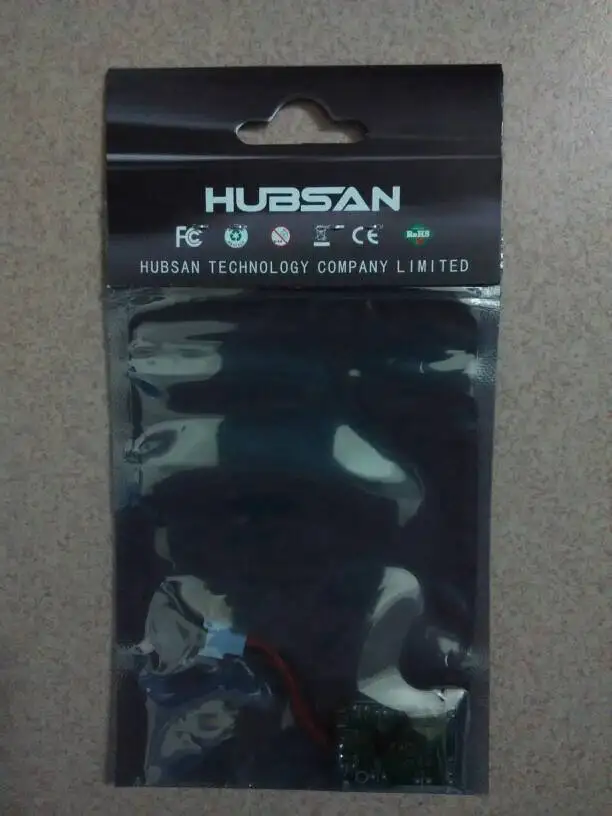 HUBSAN
FC CE RoHS
HUBSAN TECHNOLOGY COMPANY LIMITED